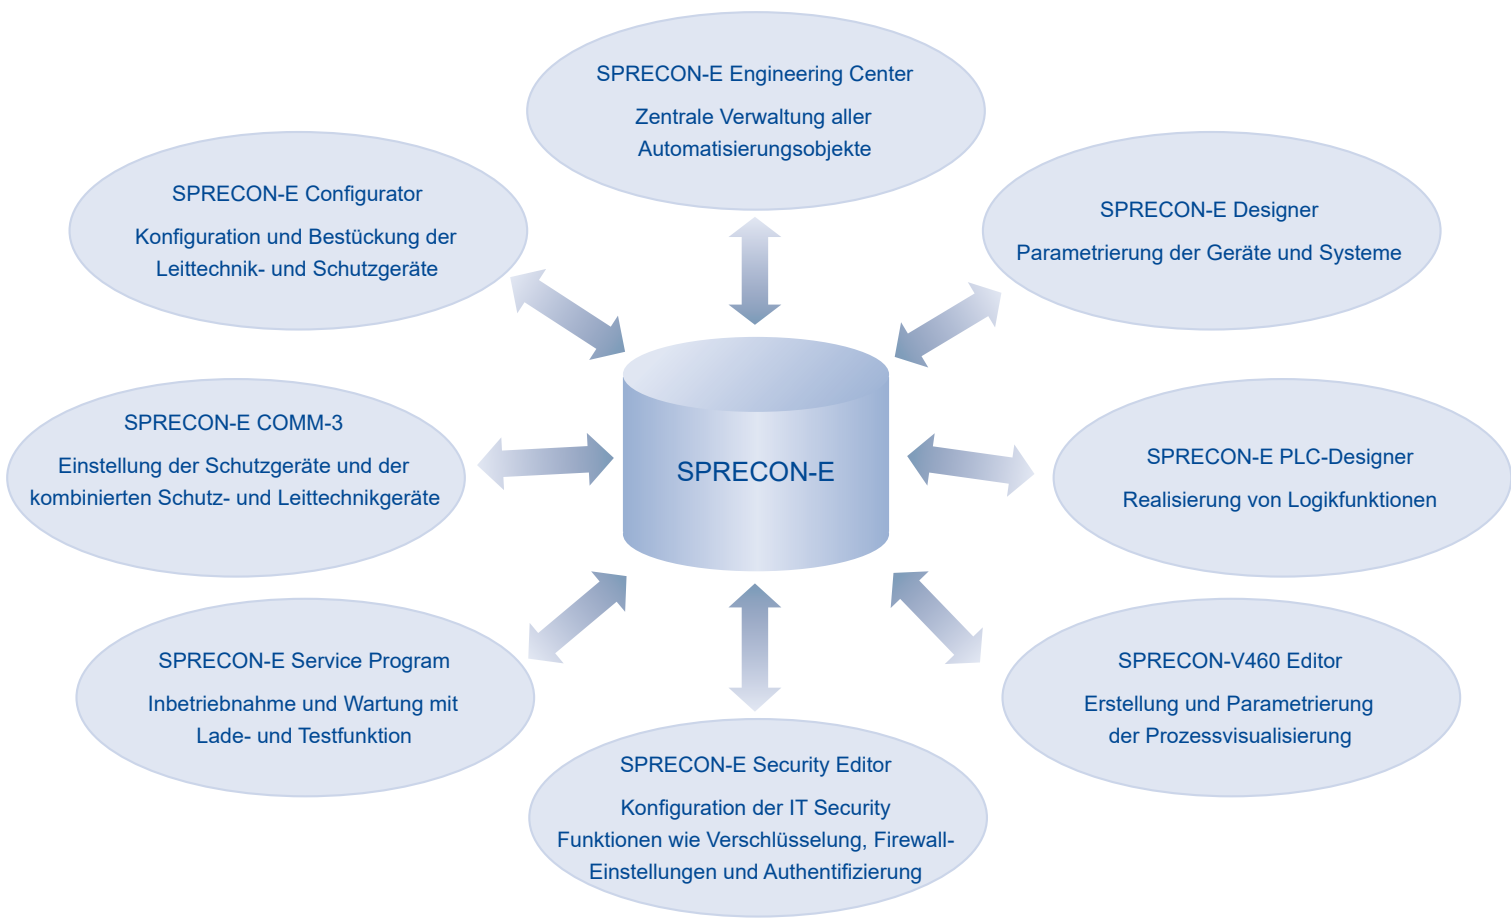 SPRECON-E Engineering Center
Zentrale Verwaltung aller
Automatisierungsobjekte
SPRECON-E Configurator
Konfiguration und Bestückung der
Leittechnik- und Schutzgeräte
SPRECON-E Designer
Parametrierung der Geräte und Systeme
SPRECON-E COMM-3
Einstellung der Schutzgeräte und der
kombinierten Schutz- und Leittechnikgeräte
SPRECON-E
SPRECON-E PLC-Designer
Realisierung von Logikfunktionen
SPRECON-E Service Program
Inbetriebnahme und Wartung mit
Lade- und Testfunktion
SPRECON-V460 Editor
Erstellung und Parametrierung
der Prozessvisualisierung
SPRECON-E Security Editor
Konfiguration der IT Security
Funktionen wie Verschlüsselung, Firewall-
Einstellungen und Authentifizierung